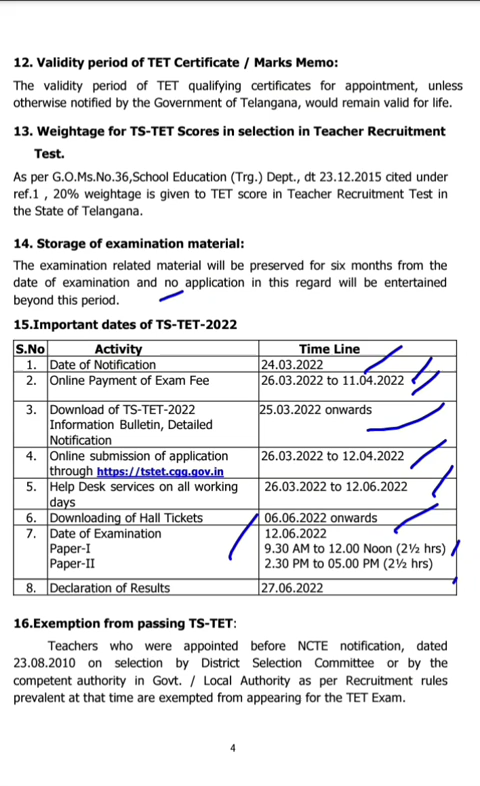 12. Validity period of TET Certificate / Marks Memo:
The validity period of TET qualifying certificates for appointment, unless
otherwise notified by the Government of Telangana, would remain valid for life.
13. Weightage for TS-TET Scores in selection in Teacher Recruitment
Test.
As per G.O.Ms.No.36,School Education (Trg.) Dept., dt 23.12.2015 cited under
ref.1 , 20% weightage is given to TET score in Teacher Recruitment Test in
the State of Telangana.
14. Storage of examination material:
The examination related material will be preserved for six months from the
date of examination and no application in this regard will be entertained
beyond this period.
15.Important dates of TS-TET-2022
S.No Activity Time Line
1. Date of Notification 24.03.2022
2. Online Payment of Exam Fee 26.03.2022 to 11.04.2022
3. Download of TS-TET-2022 25.03.2022 onwards
Information Bulletin, Detailed
Notification
4. Online submission of application 26.03.2022 to 12.04.2022
through https://tstet.cgg.gov.in
5. Help Desk services on all working 26.03.2022 to 12.06.2022
days
6. Downloading of Hall Tickets 06.06.2022 onwards
7. Date of Examination 12.06.2022
Paper-I 9.30 AM to 12.00 Noon (2½ hrs)
Paper-II 2.30 PM to 05.00 PM (2½ hrs)
8. Declaration of Results 27.06.2022
16.Exemption from passing TS-TET:
Teachers who were appointed before NCTE notification, dated
23.08.2010 on selection by District Selection Committee or by the
competent authority in Govt. / Local Authority as per Recruitment rules
prevalent at that time are exempted from appearing for the TET Exam.
4